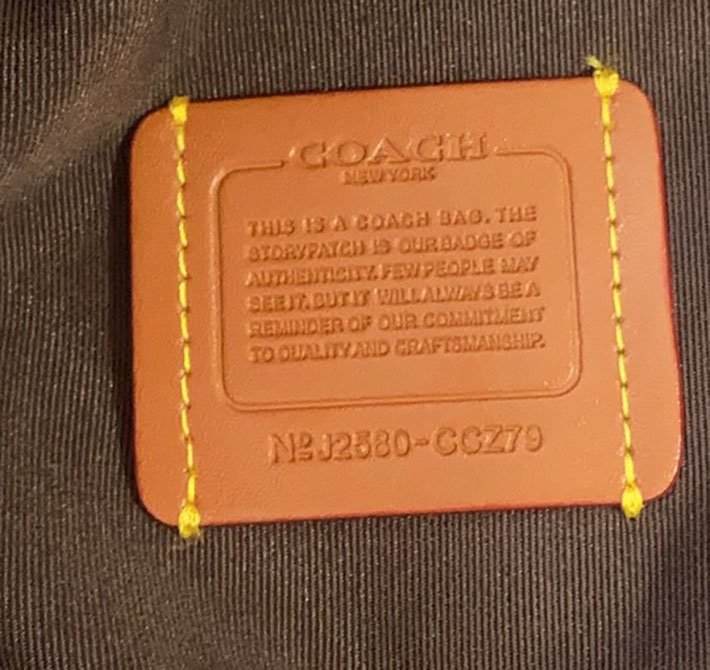 COACH
NEW YORK
THIS IS A COACH BAG. THE
STORYPATCH IS OUR BADGE OF
AUTHENTICITY. FEW PEOPLE MAY
SEE IT. BUT IT WILL ALWAYS BE A
REMINDER OF OUR COMMITMENT
TO QUALITY AND CRAFTSMANSHIP.
Nº J2580-CCZ79